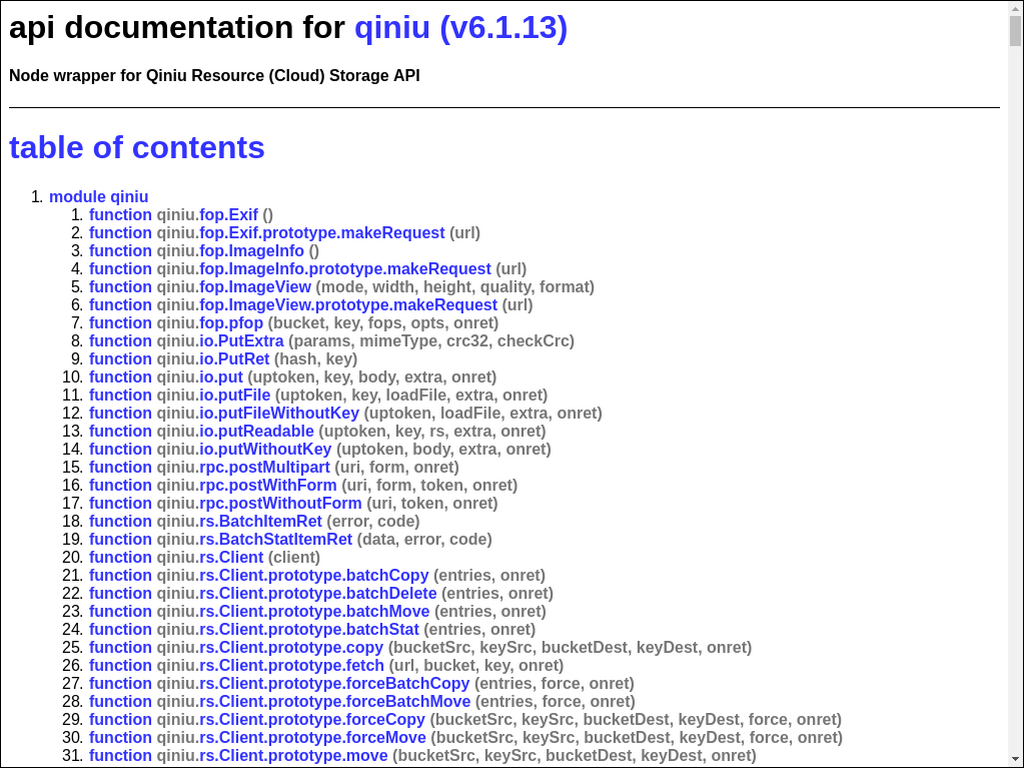 api documentation for qiniu (v6.1.13)
Node wrapper for Qiniu Resource (Cloud) Storage API
table of contents
1. module qiniu
1. function qiniu.fop.Exif ()
2. function qiniu.fop.Exif.prototype.makeRequest (url)
3. function qiniu.fop.ImageInfo ()
4. function qiniu.fop.ImageInfo.prototype.makeRequest (url)
5. function qiniu.fop.ImageView (mode, width, height, quality, format)
6. function qiniu.fop.ImageView.prototype.makeRequest (url)
7. function qiniu.fop.pfop (bucket, key, fops, opts, onret)
8. function qiniu.io.PutExtra (params, mimeType, crc32, checkCrc)
9. function qiniu.io.PutRet (hash, key)
10. function qiniu.io.put (uptoken, key, body, extra, onret)
11. function qiniu.io.putFile (uptoken, key, loadFile, extra, onret)
12. function qiniu.io.putFileWithoutKey (uptoken, loadFile, extra, onret)
13. function qiniu.io.putReadable (uptoken, key, rs, extra, onret)
14. function qiniu.io.putWithoutKey (uptoken, body, extra, onret)
15. function qiniu.rpc.postMultipart (uri, form, onret)
16. function qiniu.rpc.postWithForm (uri, form, token, onret)
17. function qiniu.rpc.postWithoutForm (uri, token, onret)
18. function qiniu.rs.BatchItemRet (error, code)
19. function qiniu.rs.BatchStatItemRet (data, error, code)
20. function qiniu.rs.Client (client)
21. function qiniu.rs.Client.prototype.batchCopy (entries, onret)
22. function qiniu.rs.Client.prototype.batchDelete (entries, onret)
23. function qiniu.rs.Client.prototype.batchMove (entries, onret)
24. function qiniu.rs.Client.prototype.batchStat (entries, onret)
25. function qiniu.rs.Client.prototype.copy (bucketSrc, keySrc, bucketDest, keyDest, onret)
26. function qiniu.rs.Client.prototype.fetch (url, bucket, key, onret)
27. function qiniu.rs.Client.prototype.forceBatchCopy (entries, force, onret)
28. function qiniu.rs.Client.prototype.forceBatchMove (entries, force, onret)
29. function qiniu.rs.Client.prototype.forceCopy (bucketSrc, keySrc, bucketDest, keyDest, force, onret)
30. function qiniu.rs.Client.prototype.forceMove (bucketSrc, keySrc, bucketDest, keyDest, force, onret)
31. function qiniu.rs.Client.prototype.move (bucketSrc, keySrc, bucketDest, keyDest, onret)